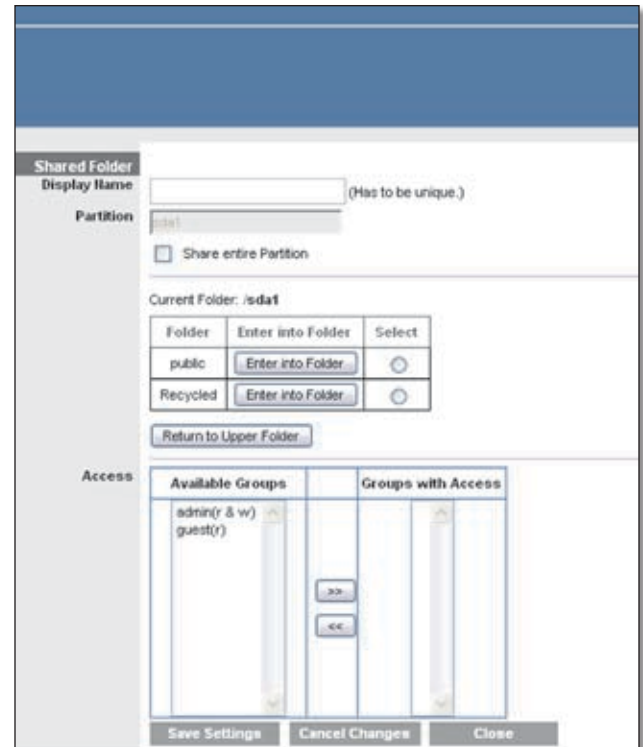 Shared Folder
Display Name (Has to be unique.)
Partition sda1
Share entire Partition
Current Folder: /sda1
Folder Enter into Folder Select
public Enter into Folder
Recycled Enter into Folder
Return to Upper Folder
Access Available Groups Groups with Access
admin(r & w)
guest(r)
>>
<<
Save Settings Cancel Changes Close